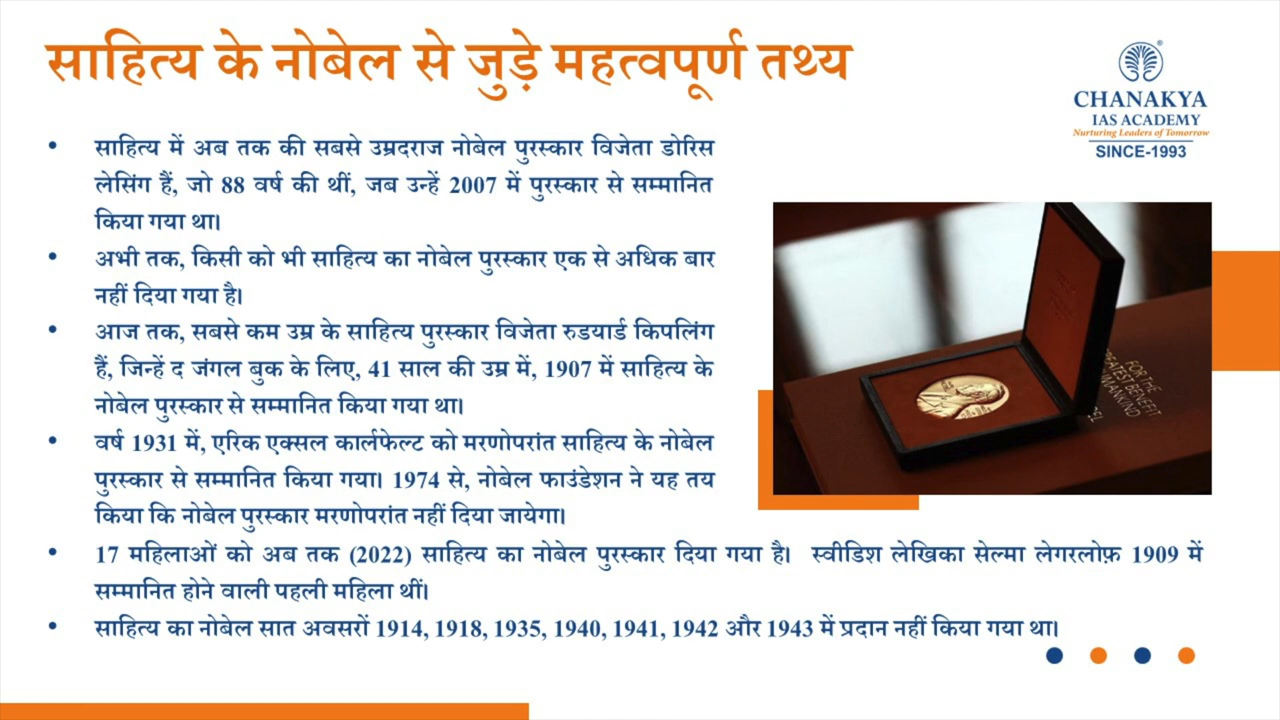 साहित्य के नोबेल से जुड़े महत्वपूर्ण तथ्य
CHANAKYA
IAS ACADEMY
Nurturing Leaders of Tomorrow
SINCE-1993
• साहित्य में अब तक की सबसे उम्रदराज नोबेल पुरस्कार विजेता डोरिस
लेसिंग हैं, जो 88 वर्ष की थीं, जब उन्हें 2007 में पुरस्कार से सम्मानित
किया गया था।
• अभी तक, किसी को भी साहित्य का नोबेल पुरस्कार एक से अधिक बार
नहीं दिया गया है।
• आज तक, सबसे कम उम्र के साहित्य पुरस्कार विजेता रुडयार्ड किपलिंग
हैं, जिन्हें द जंगल बुक के लिए, 41 साल की उम्र में, 1907 में साहित्य के
नोबेल पुरस्कार से सम्मानित किया गया था।
• वर्ष 1931 में, एरिक एक्सल कार्लफेल्ट को मरणोपरांत साहित्य के नोबेल
पुरस्कार से सम्मानित किया गया। 1974 से, नोबेल फाउंडेशन ने यह तय
किया कि नोबेल पुरस्कार मरणोपरांत नहीं दिया जायेगा।
• 17 महिलाओं को अब तक (2022) साहित्य का नोबेल पुरस्कार दिया गया है। स्वीडिश लेखिका सेल्मा लेगरलोफ़ 1909 में
सम्मानित होने वाली पहली महिला थीं।
• साहित्य का नोबेल सात अवसरों 1914, 1918, 1935, 1940, 1941, 1942 और 1943 में प्रदान नहीं किया गया था।
FOR THE
BENEFIT